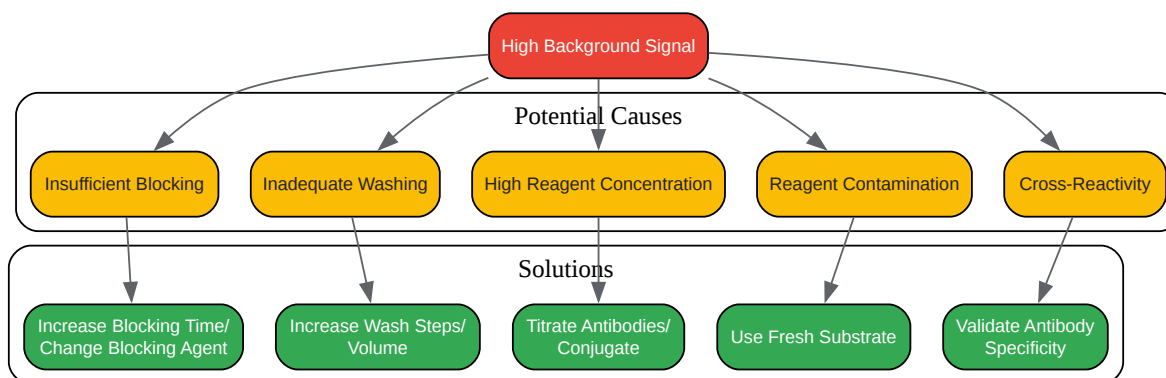 High Background Signal
Potential Causes
Insufficient Blocking
Inadequate Washing
High Reagent Concentration
Reagent Contamination
Cross-Reactivity
Solutions
Increase Blocking Time/
Change Blocking Agent
Increase Wash Steps/
Volume
Titrate Antibodies/
Conjugate
Use Fresh Substrate
Validate Antibody
Specificity